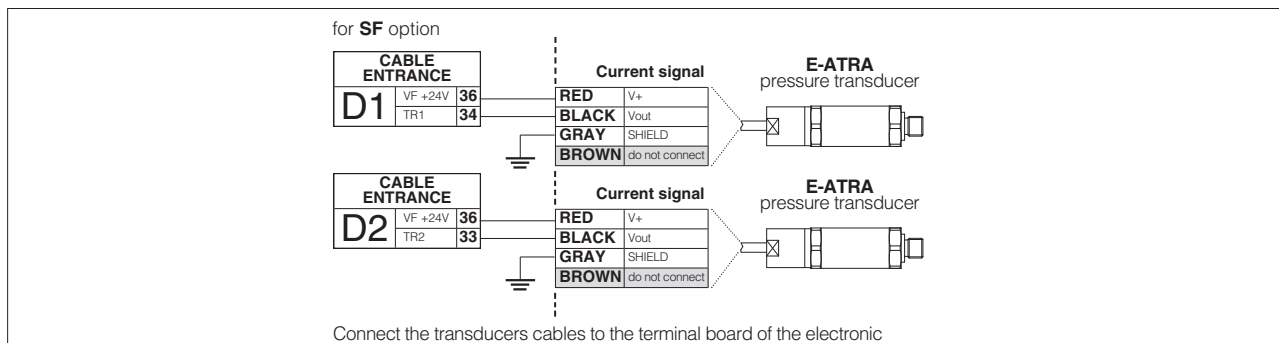 for SF option
CABLE
ENTRANCE
D1
VF +24V 36
TR1 34
Current signal
RED V+
BLACK Vout
GRAY SHIELD
BROWN do not connect
E-ATRA
pressure transducer
CABLE
ENTRANCE
D2
VF +24V 36
TR2 33
Current signal
RED V+
BLACK Vout
GRAY SHIELD
BROWN do not connect
E-ATRA
pressure transducer
Connect the transducers cables to the terminal board of the electronic